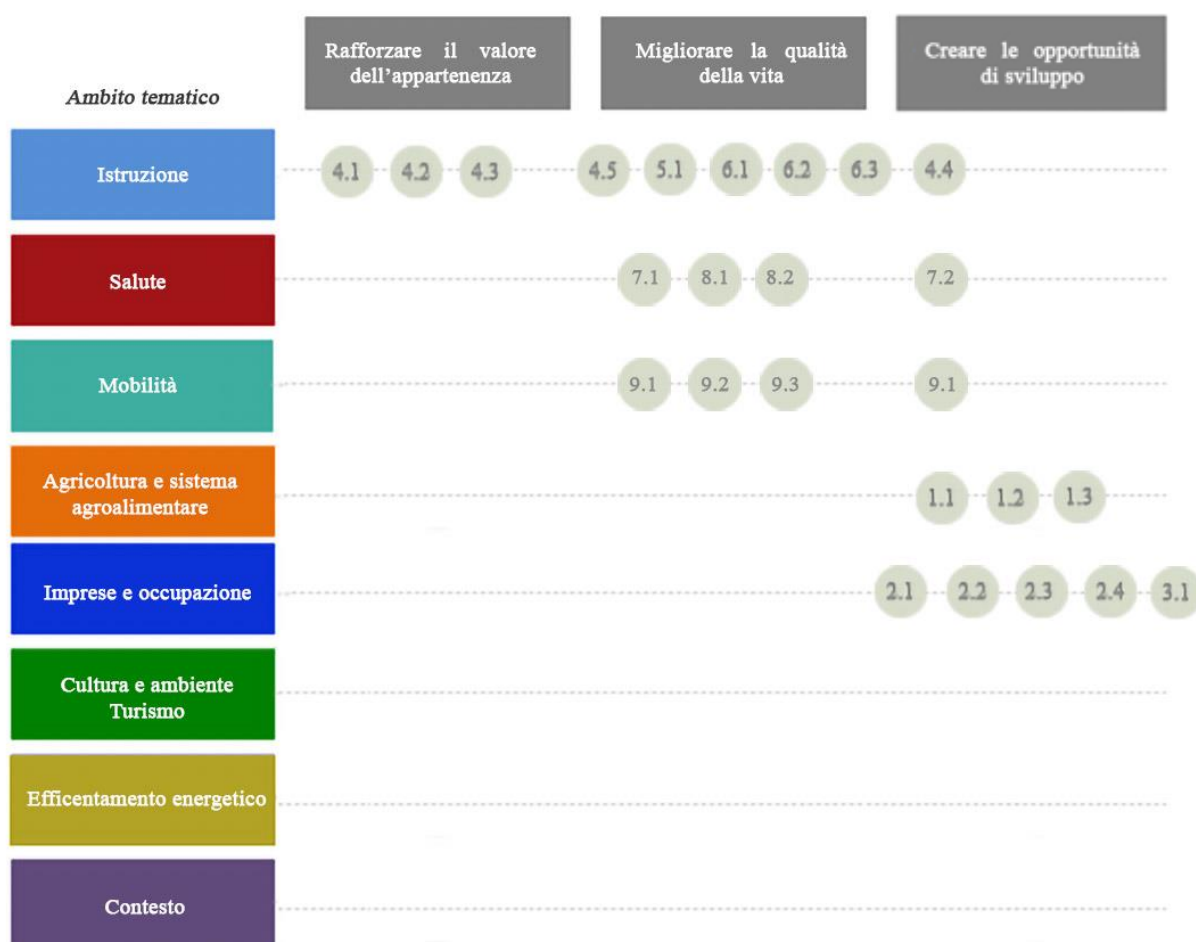 Rafforzare il valore
dell'appartenenza
Migliorare la qualità
della vita
Creare le opportunità
di sviluppo
Ambito tematico
Istruzione
4.1 4.2 4.3 4.5 5.1 6.1 6.2 6.3 4.4
Salute
7.1 8.1 8.2 7.2
Mobilità
9.1 9.2 9.3 9.1
Agricoltura e sistema
agroalimentare
1.1 1.2 1.3
Imprese e occupazione
2.1 2.2 2.3 2.4 3.1
Cultura e ambiente
Turismo
Efficentamento energetico
Contesto